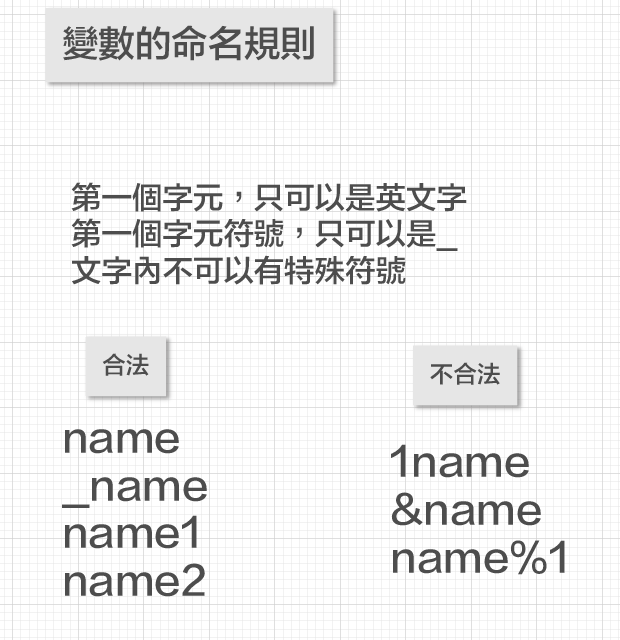 變數的命名規則
第一個字元，只可以是英文字
第一個字元符號，只可以是_
文字內不可以有特殊符號
合法
name
_name
name1
name2
不合法
1name
&name
name%1